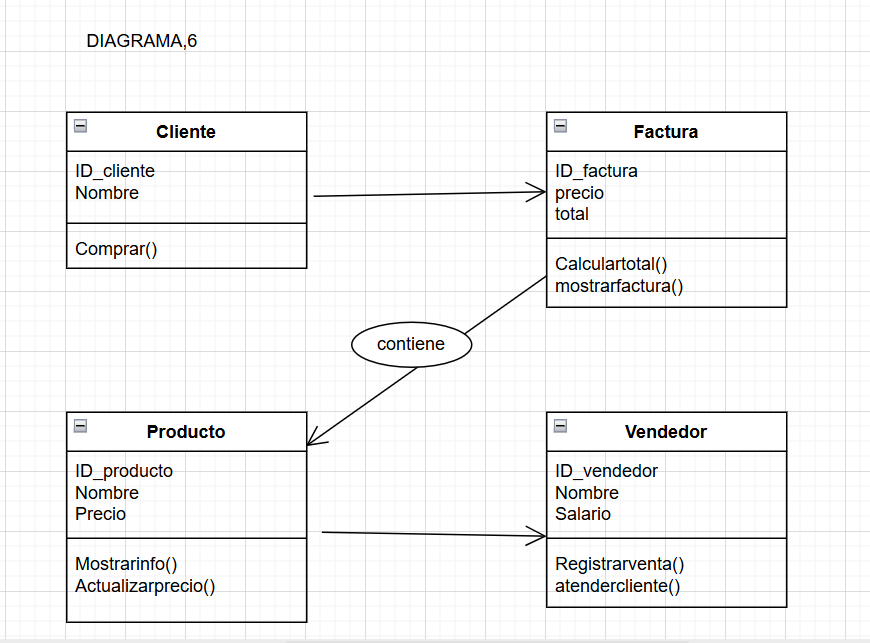 DIAGRAMA,6
Cliente
ID_cliente
Nombre
Comprar()
Factura
ID_factura
precio
total
Calculartotal()
mostrarfactura()
contiene
Producto
ID_producto
Nombre
Precio
Mostrarinfo()
Actualizarprecio()
Vendedor
ID_vendedor
Nombre
Salario
Registrarventa()
atendercliente()